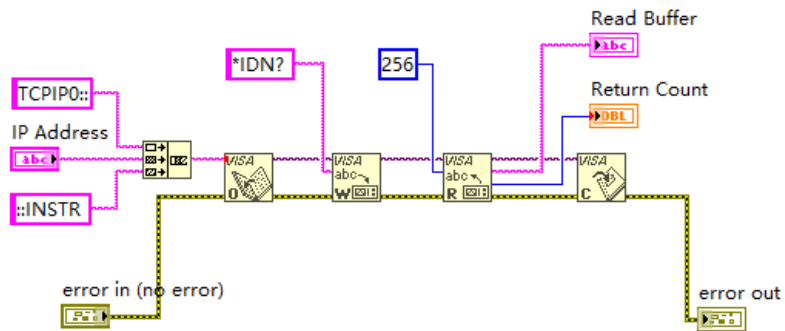 Read Buffer
abc
*IDN?
256
TCPIP0::
Return Count
DBL
IP Address
abc
VISA
O
VISA
abc
W
VISA
abc
R
VISA
C
::INSTR
error in (no error)
error out